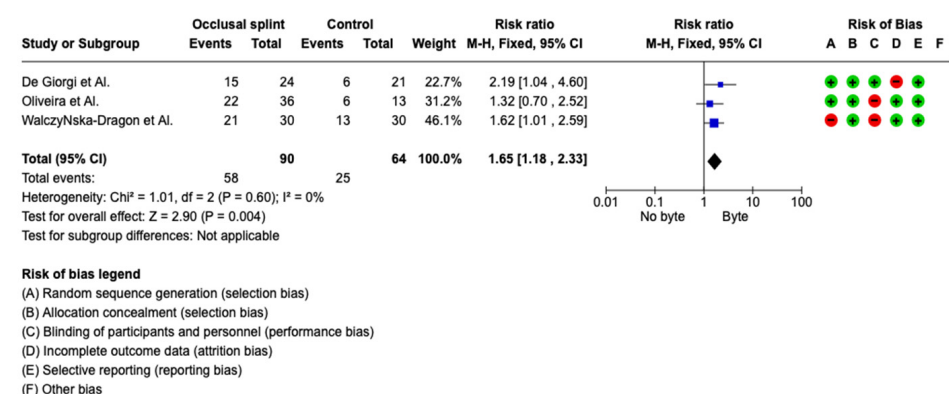 Occlusal splint Control Risk ratio Risk ratio Risk of Bias
Study or Subgroup Events Total Events Total Weight M-H, Fixed, 95% CI M-H, Fixed, 95% CI A B C D E F
De Giorgi et Al. 15 24 6 21 22.7% 2.19 [1.04 , 4.60] + + + − +
Oliveira et Al. 22 36 6 13 31.2% 1.32 [0.70 , 2.52] + + − + +
WalczyNska-Dragon et Al. 21 30 13 30 46.1% 1.62 [1.01 , 2.59] − + − + +
Total (95% CI) 90 64 100.0% 1.65 [1.18 , 2.33]
Total events: 58 25
Heterogeneity: Chi² = 1.01, df = 2 (P = 0.60); I² = 0%
0.01 0.1 1 10 100
Test for overall effect: Z = 2.90 (P = 0.004)
No byte Byte
Test for subgroup differences: Not applicable
Risk of bias legend
(A) Random sequence generation (selection bias)
(B) Allocation concealment (selection bias)
(C) Blinding of participants and personnel (performance bias)
(D) Incomplete outcome data (attrition bias)
(E) Selective reporting (reporting bias)
(F) Other bias